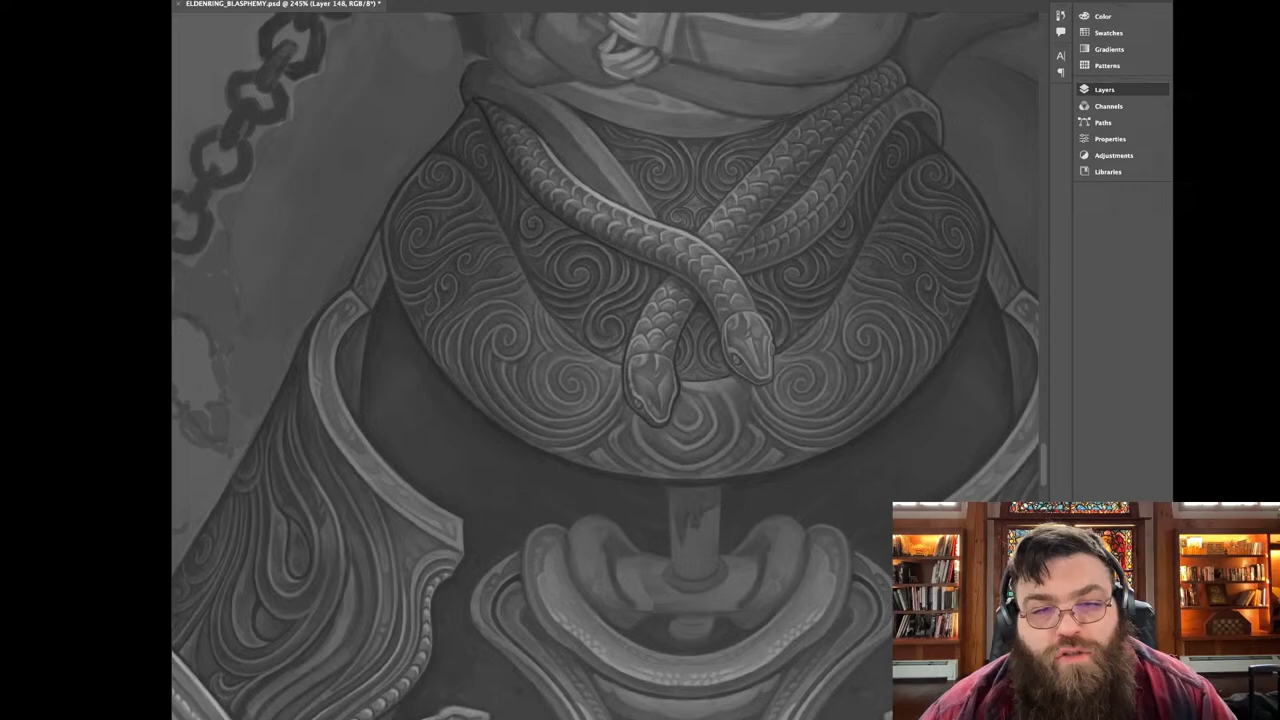 ELDENRING_BLASPHEMY.psd @ 245% (Layer 148, RGB/8*) *
Color
Swatches
Gradients
Patterns
Layers
Channels
Paths
Properties
Adjustments
Libraries